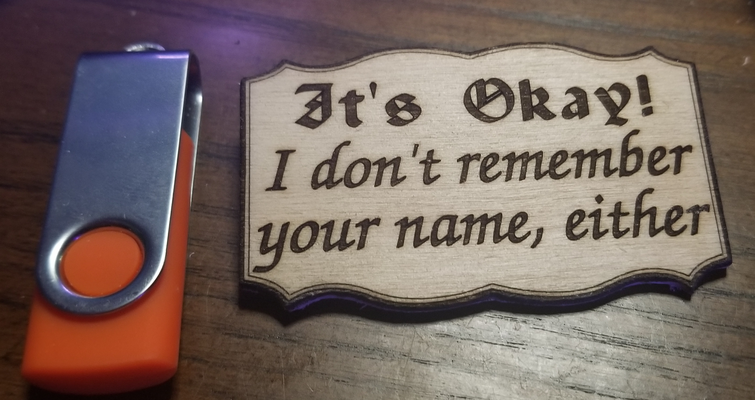 It's Okay!
I don't remember
your name, either